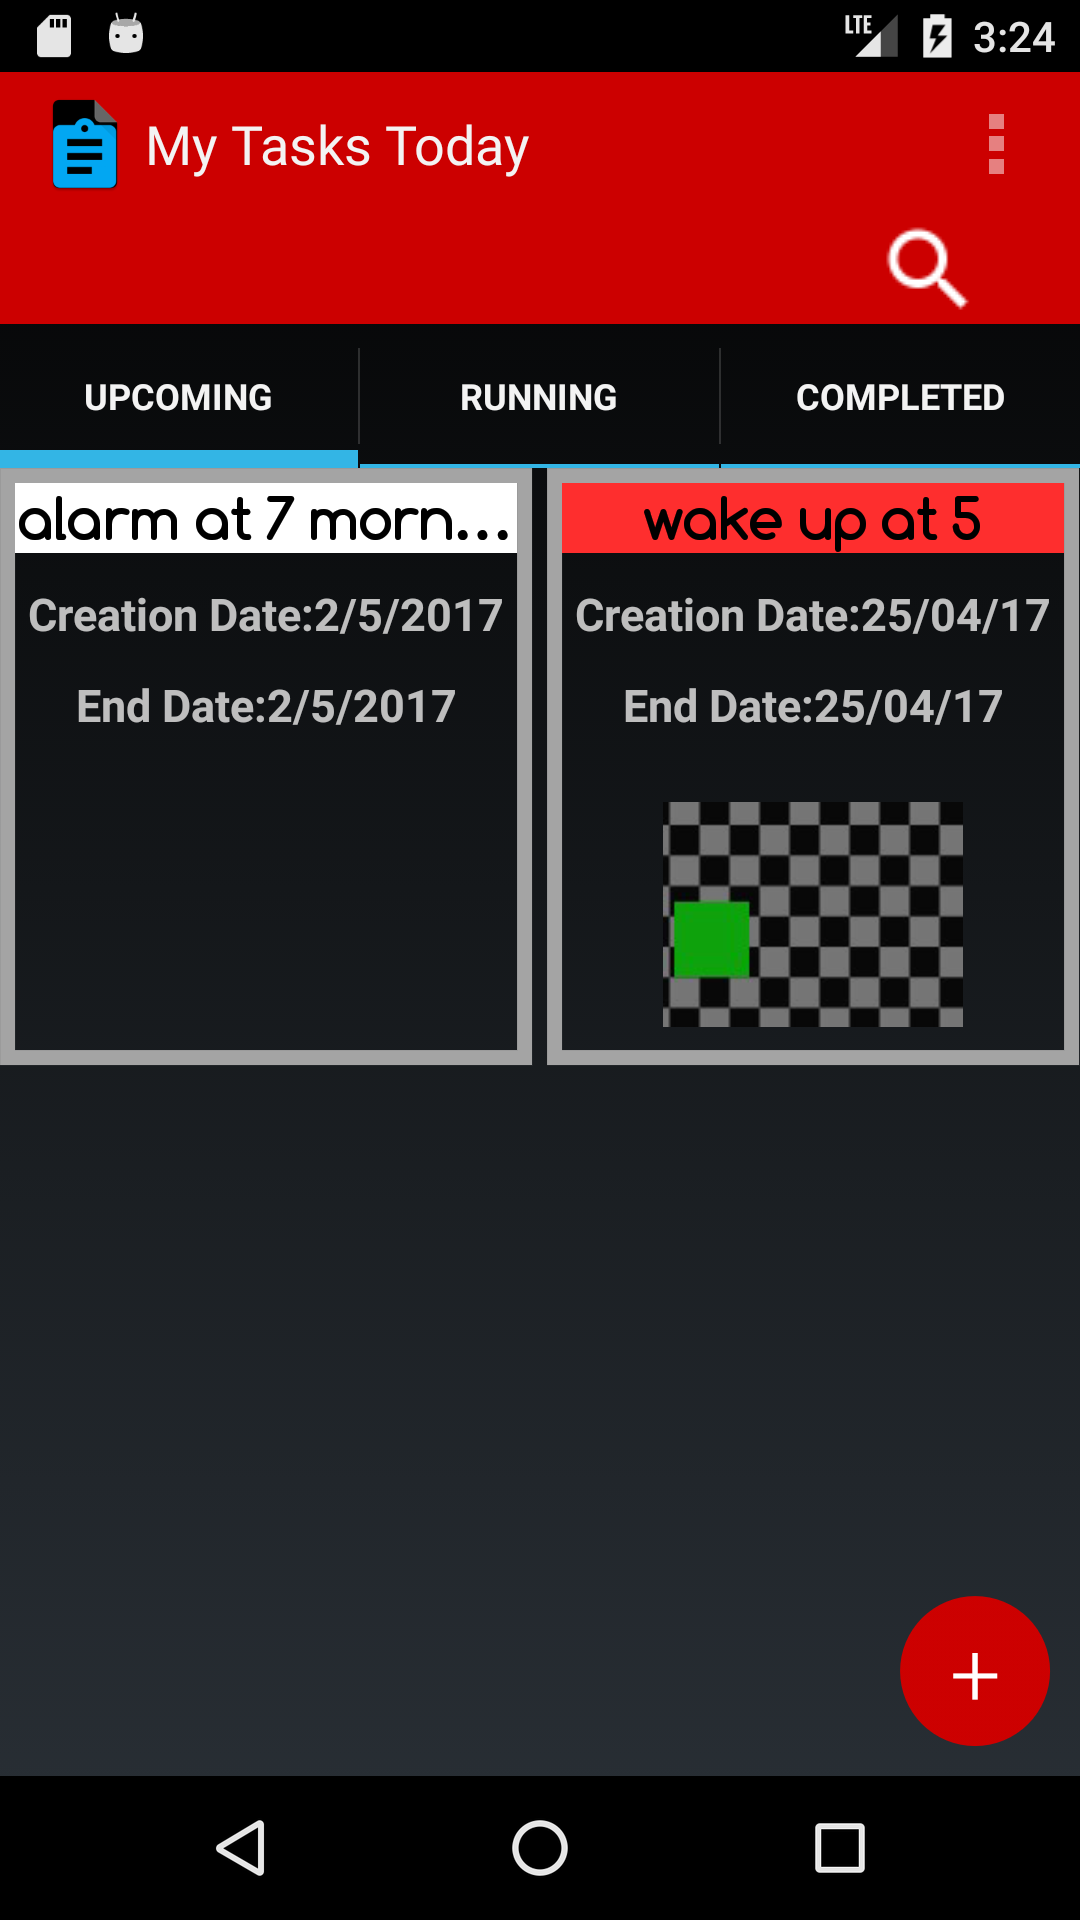 LTE 3:24
My Tasks Today
UPCOMING RUNNING COMPLETED
alarm at 7 morn...
Creation Date:2/5/2017
End Date:2/5/2017
wake up at 5
Creation Date:25/04/17
End Date:25/04/17
+